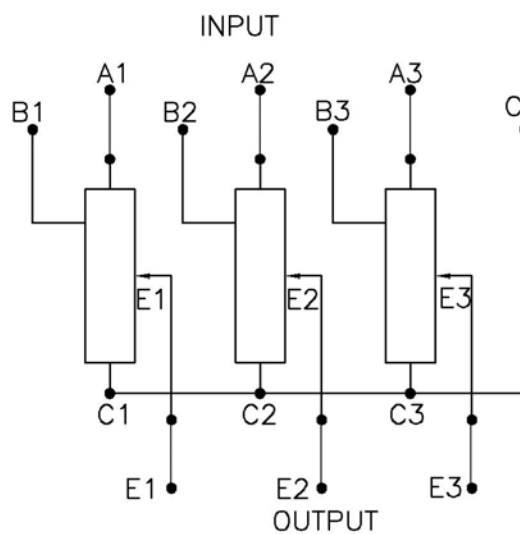 INPUT
A1 A2 A3
B1 B2 B3 C
E1 E2 E3
C1 C2 C3
E1 E2 E3
OUTPUT